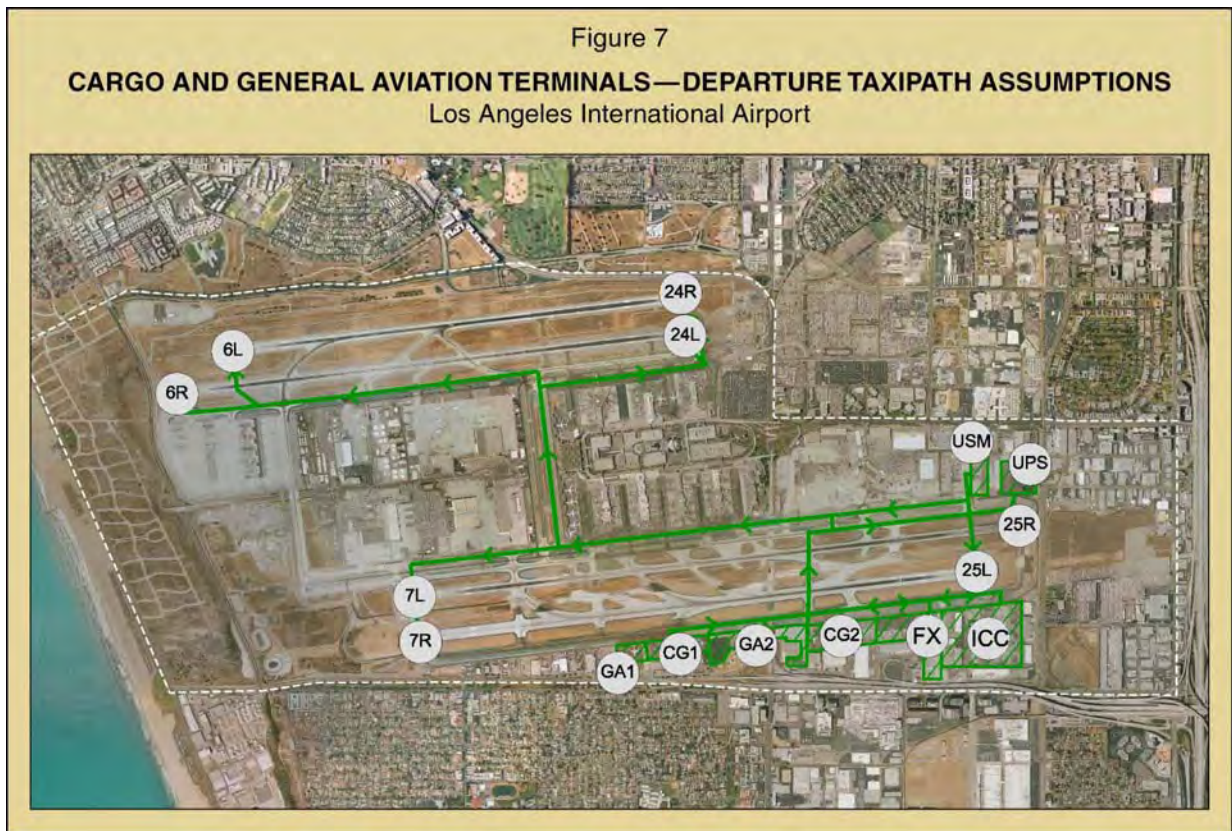 Figure 7
CARGO AND GENERAL AVIATION TERMINALS—DEPARTURE TAXIPATH ASSUMPTIONS
Los Angeles International Airport
24R
24L
6L
6R
USM
UPS
25R
25L
7L
7R
GA1
CG1
GA2
CG2
FX
ICC